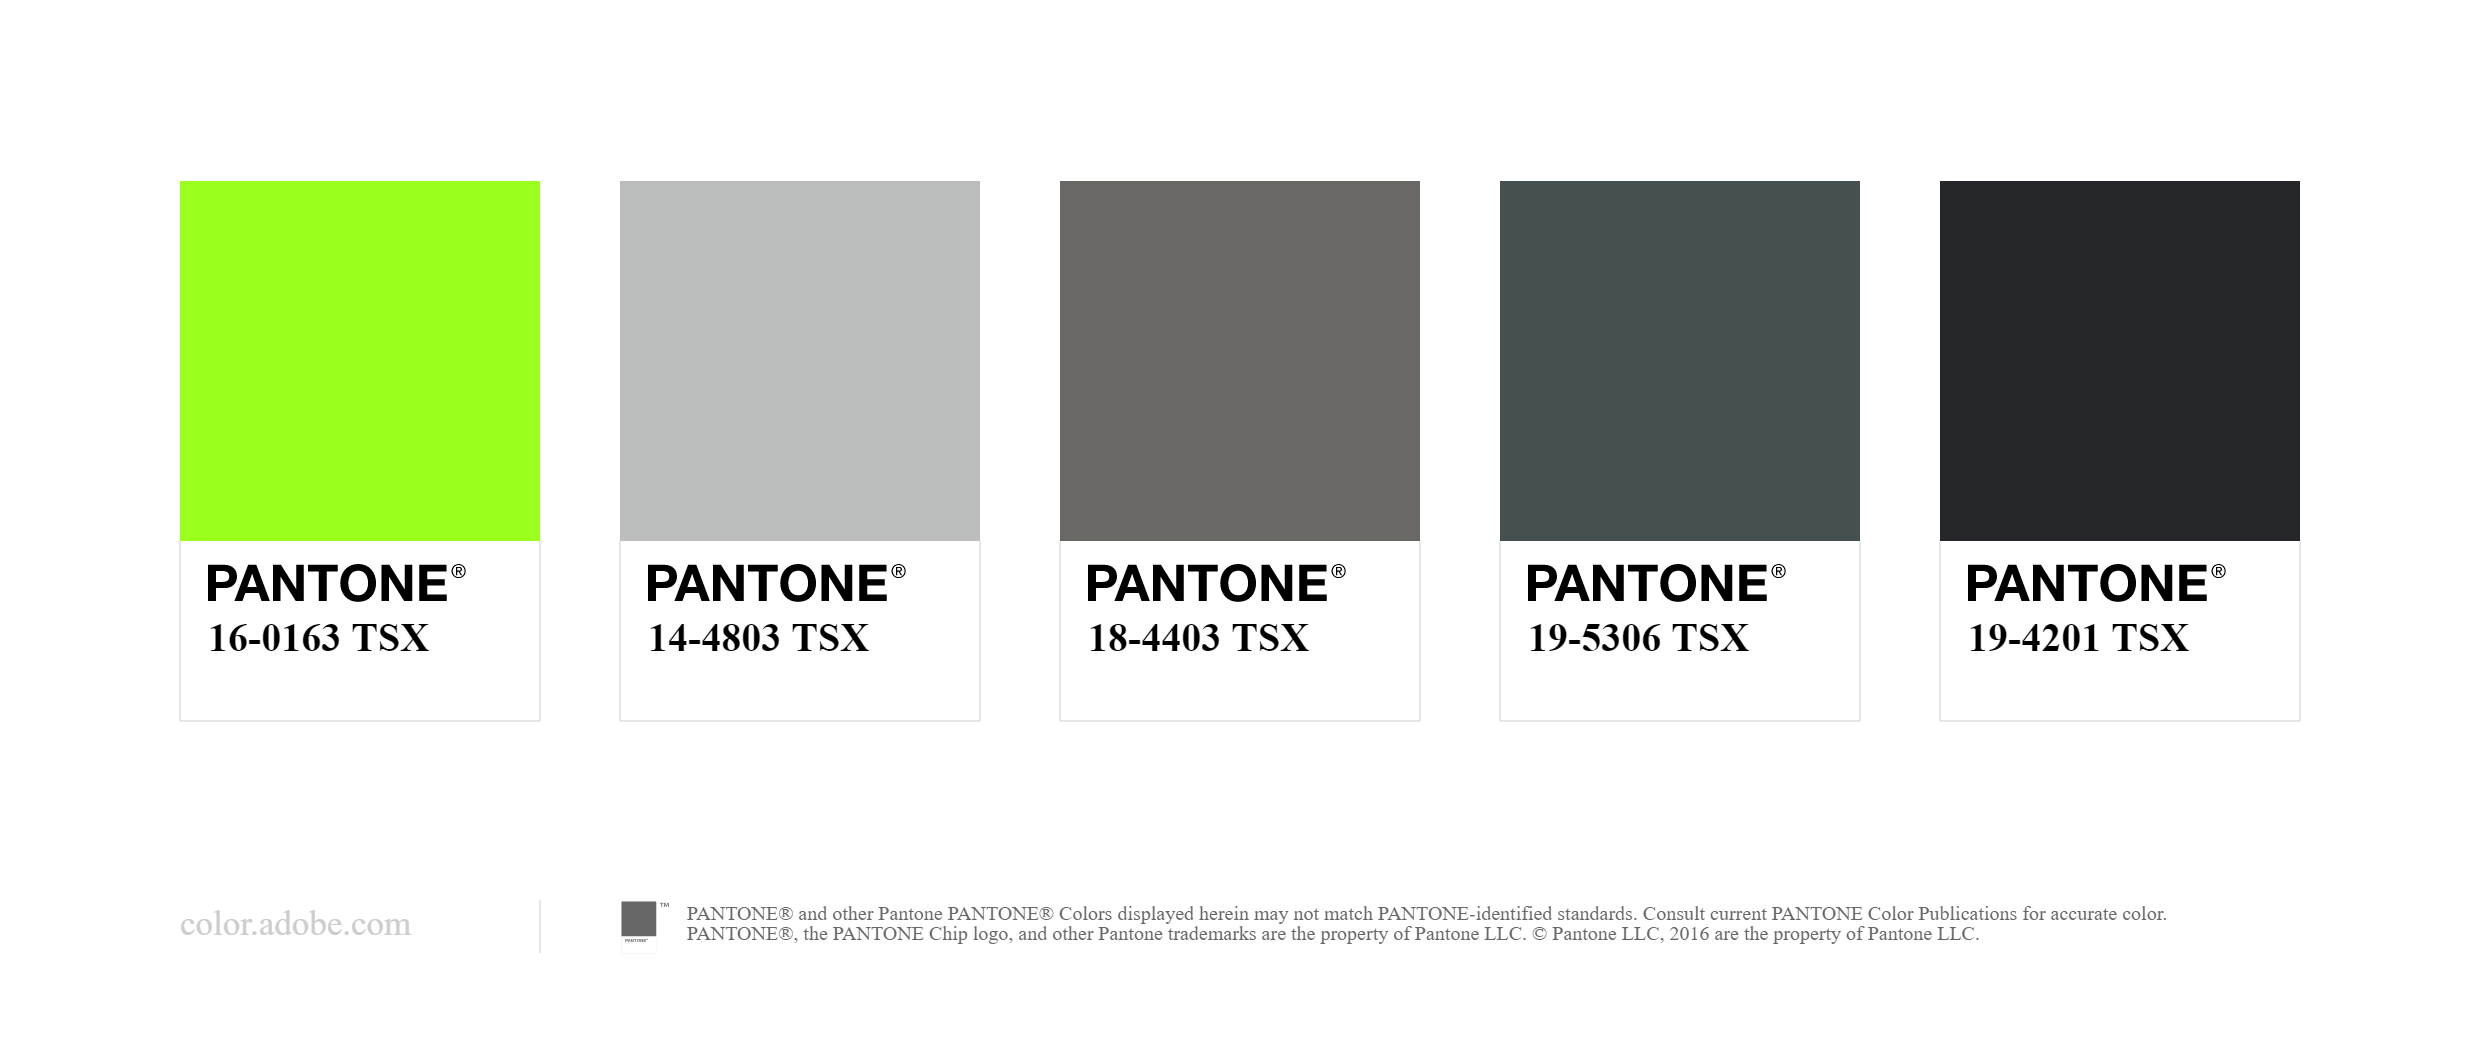 PANTONE®
16-0163 TSX
PANTONE®
14-4803 TSX
PANTONE®
18-4403 TSX
PANTONE®
19-5306 TSX
PANTONE®
19-4201 TSX
color.adobe.com
PANTONE™
PANTONE® and other Pantone PANTONE® Colors displayed herein may not match PANTONE-identified standards. Consult current PANTONE Color Publications for accurate color.
PANTONE®, the PANTONE Chip logo, and other Pantone trademarks are the property of Pantone LLC. © Pantone LLC, 2016 are the property of Pantone LLC.